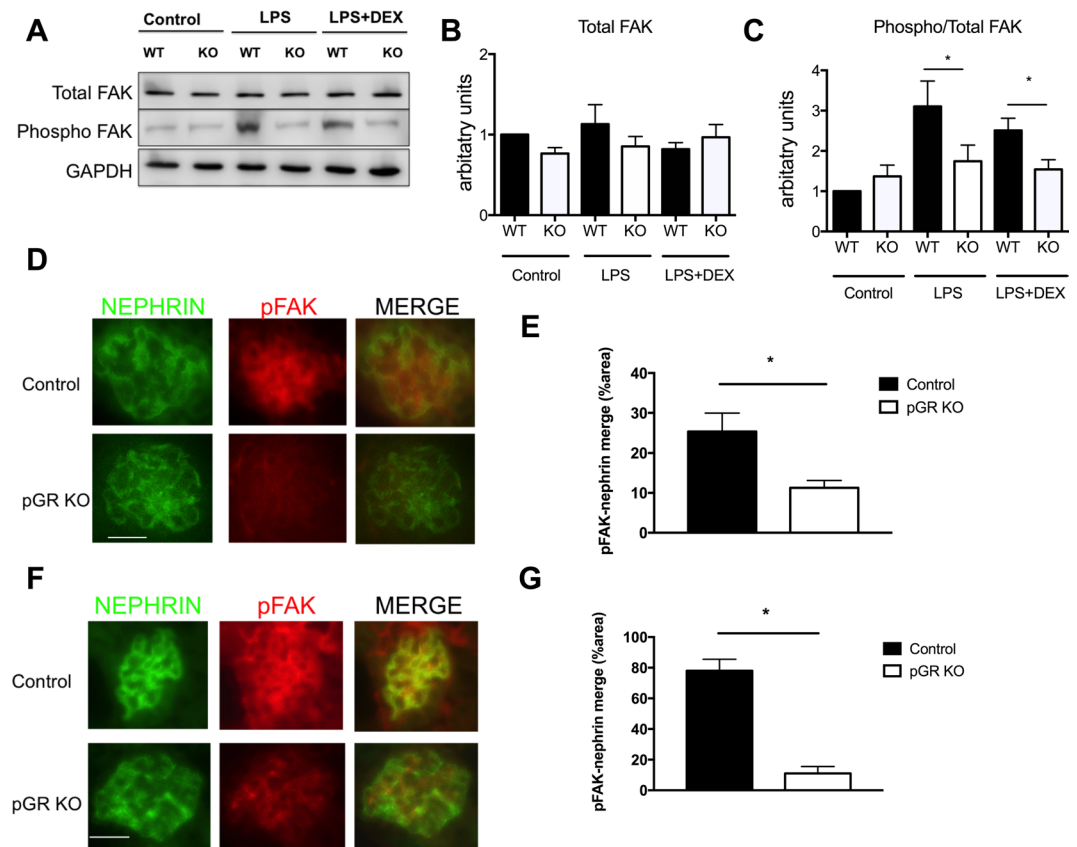 A
Control LPS LPS+DEX
WT KO WT KO WT KO
Total FAK
Phospho FAK
GAPDH
B
Total FAK
arbitatry units
2
1
0
WT KO WT KO WT KO
Control LPS LPS+DEX
C
Phospho/Total FAK
arbitatry units
5
4
3
2
1
0
* *
WT KO WT KO WT KO
Control LPS LPS+DEX
D
NEPHRIN pFAK MERGE
Control
pGR KO
E
pFAK-nephrin merge (%area)
40
30
20
10
0
*
Control
pGR KO
F
NEPHRIN pFAK MERGE
Control
pGR KO
G
pFAK-nephrin merge (%area)
100
80
60
40
20
0
*
Control
pGR KO